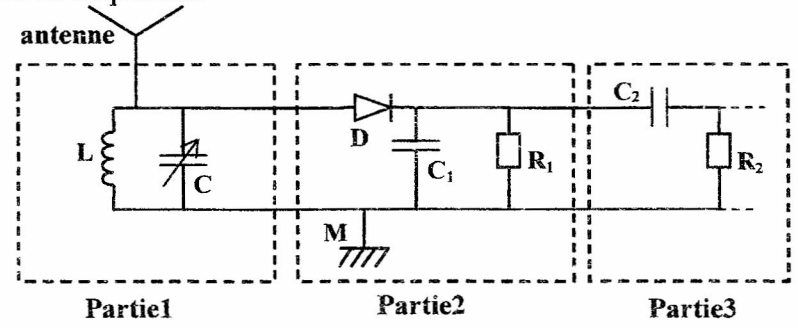 antenne
L
C
D
C₁
R₁
C₂
R₂
M
Partie1
Partie2
Partie3